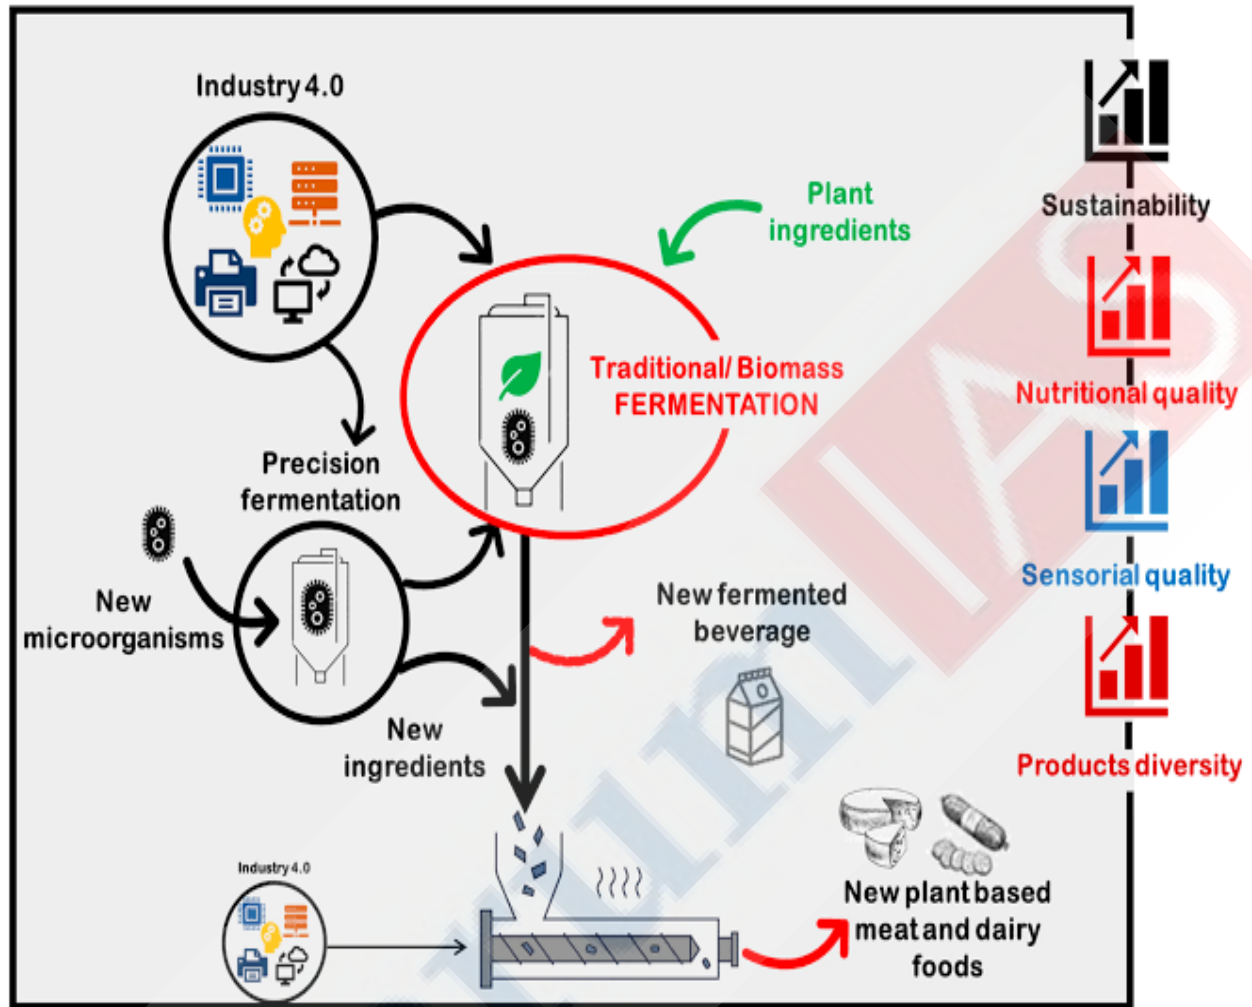 Industry 4.0
Plant
ingredients
Traditional/ Biomass
FERMENTATION
Precision
fermentation
New
microorganisms
New
ingredients
New fermented
beverage
Industry 4.0
New plant based
meat and dairy
foods
Sustainability
Nutritional quality
Sensorial quality
Products diversity
rumIAS